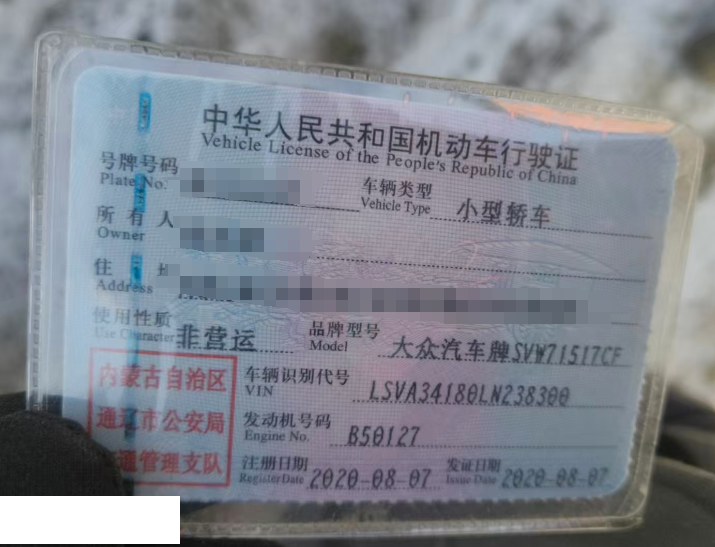 中华人民共和国机动车行驶证
Vehicle License of the People's Republic of China
号牌号码
Plate No.
车辆类型 小型轿车
Vehicle Type
所有人
Owner
住
Address
使用性质 非营运
Use Character
品牌型号 大众汽车牌SVW71517CF
Model
内蒙古自治区
通辽市公安局
通管理支队
车辆识别代号 LSVA34180LN238300
VIN
发动机号码 B50127
Engine No.
注册日期 2020-08-07
Register Date
发证日期 2020-08-07
Issue Date